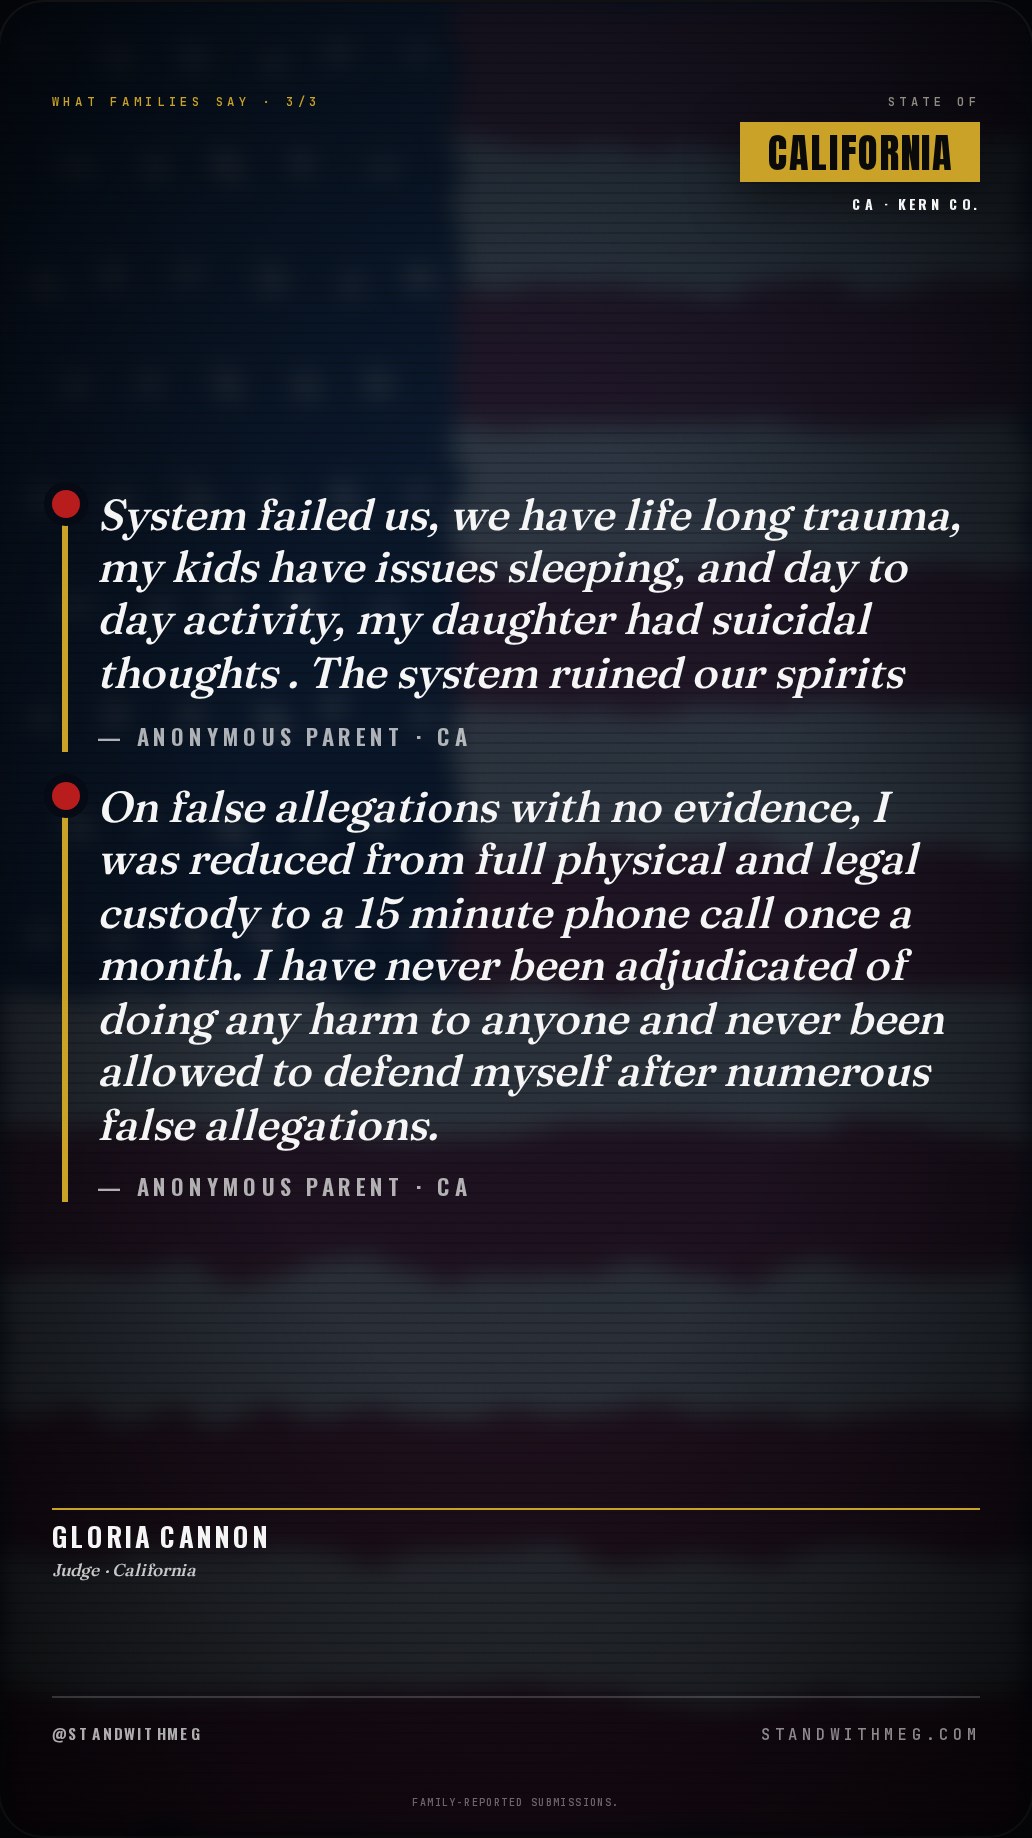 WHAT FAMILIES SAY · 3/3
STATE OF
CALIFORNIA
CA · KERN CO.
System failed us, we have life long trauma,
my kids have issues sleeping, and day to
day activity, my daughter had suicidal
thoughts . The system ruined our spirits
— ANONYMOUS PARENT · CA
On false allegations with no evidence, I
was reduced from full physical and legal
custody to a 15 minute phone call once a
month. I have never been adjudicated of
doing any harm to anyone and never been
allowed to defend myself after numerous
false allegations.
— ANONYMOUS PARENT · CA
GLORIA CANNON
Judge · California
@STANDWITHMEG
STANDWITHMEG.COM
FAMILY-REPORTED SUBMISSIONS.